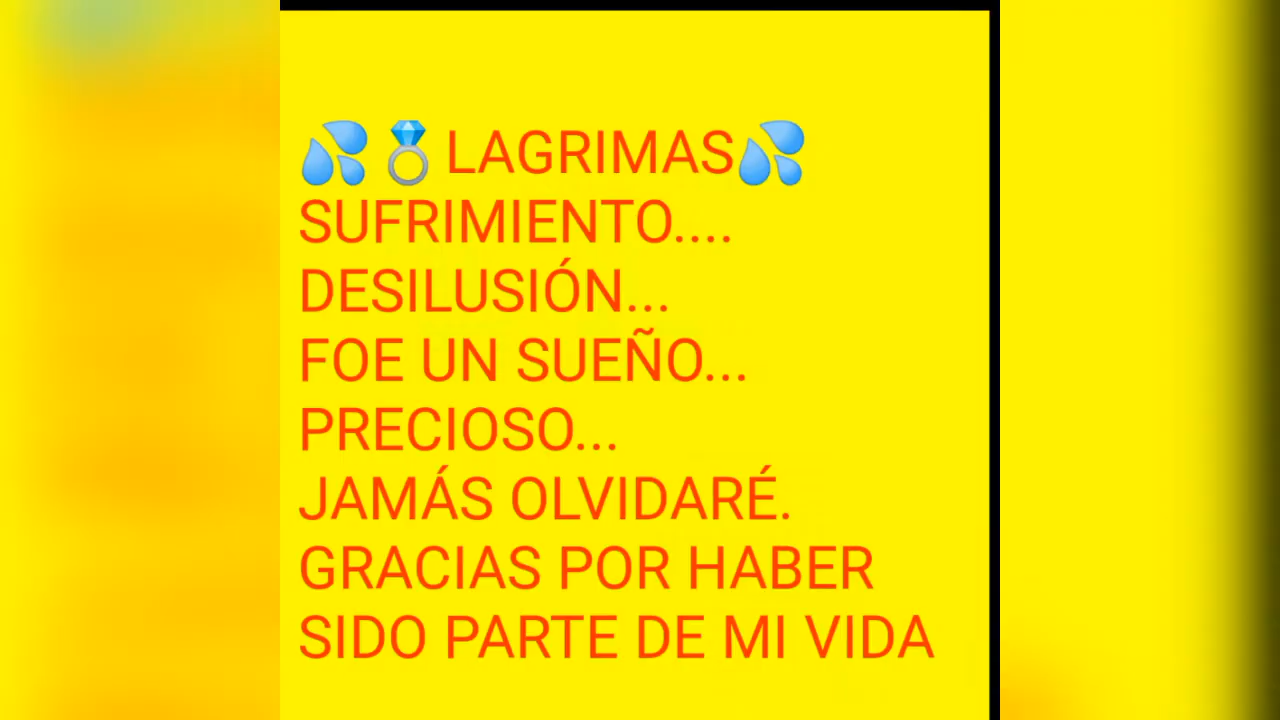 💦💍LAGRIMAS💦
SUFRIMIENTO....
DESILUSIÓN...
FOE UN SUEÑO...
PRECIOSO...
JAMÁS OLVIDARÉ.
GRACIAS POR HABER
SIDO PARTE DE MI VIDA